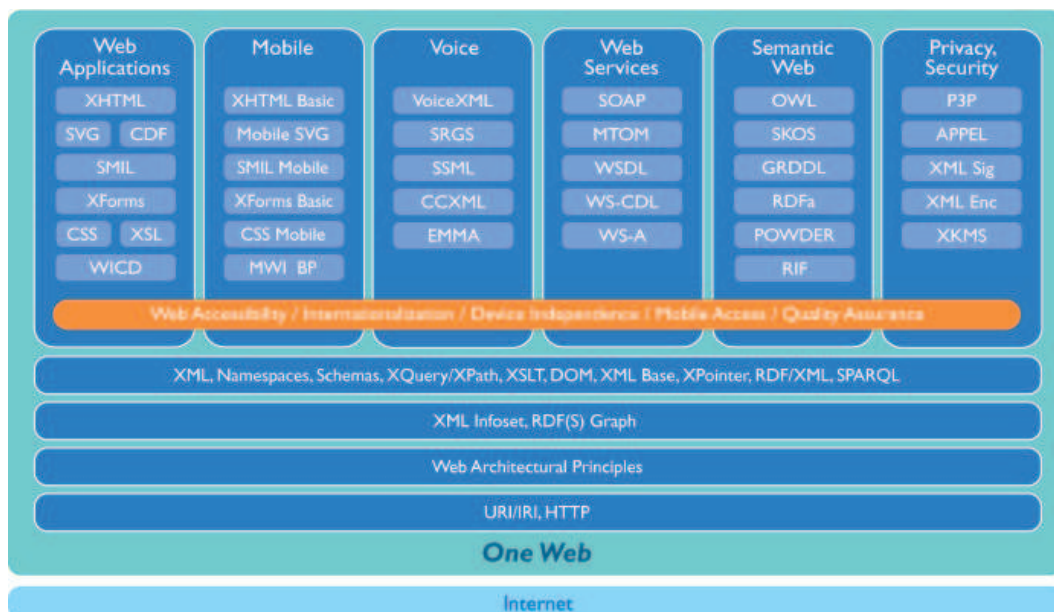 Web Applications
XHTML
SVG CDF
SMIL
XForms
CSS XSL
WICD
Mobile
XHTML Basic
Mobile SVG
SMIL Mobile
XForms Basic
CSS Mobile
MWI BP
Voice
VoiceXML
SRGS
SSML
CCXML
EMMA
Web Services
SOAP
MTOM
WSDL
WS-CDL
WS-A
Semantic Web
OWL
SKOS
GRDDL
RDFa
POWDER
RIF
Privacy, Security
P3P
APPEL
XML Sig
XML Enc
XKMS
Web Accessibility / Internationalization / Device Independence / Mobile Access / Quality Assurance
XML, Namespaces, Schemas, XQuery/XPath, XSLT, DOM, XML Base, XPointer, RDF/XML, SPARQL
XML Infoset, RDF(S) Graph
Web Architectural Principles
URI/IRI, HTTP
One Web
Internet